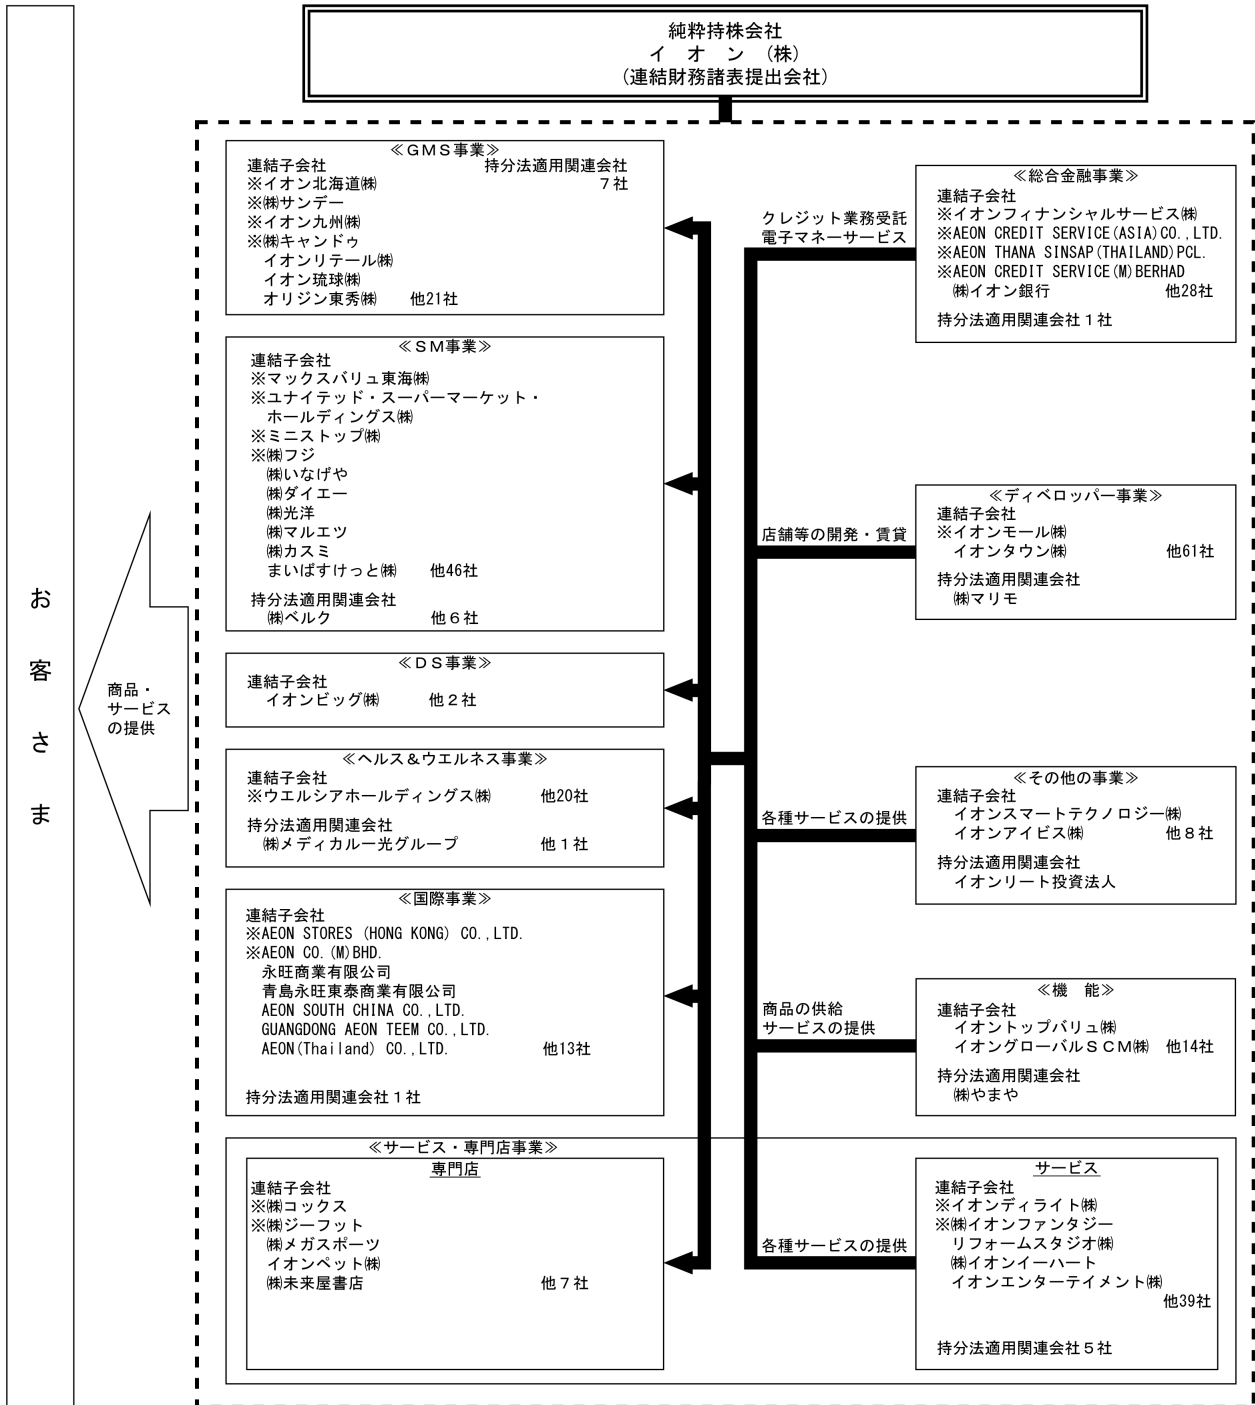 純粋持株会社
イ オ ン (株)
(連結財務諸表提出会社)
お客さま
商品・
サービス
の提供
≪GMS事業≫
連結子会社 持分法適用関連会社
※イオン北海道㈱ 7社
※㈱サンデー
※イオン九州㈱
※㈱キャンドゥ
イオンリテール㈱
イオン琉球㈱
オリジン東秀㈱ 他21社
≪SM事業≫
連結子会社
※マックスバリュ東海㈱
※ユナイテッド・スーパーマーケット・
ホールディングス㈱
※ミニストップ㈱
※㈱フジ
㈱いなげや
㈱ダイエー
㈱光洋
㈱マルエツ
㈱カスミ
まいばすけっと㈱ 他46社
持分法適用関連会社
㈱ベルク 他6社
≪DS事業≫
連結子会社
イオンビッグ㈱ 他2社
≪ヘルス&ウエルネス事業≫
連結子会社
※ウエルシアホールディングス㈱ 他20社
持分法適用関連会社
㈱メディカル一光グループ 他1社
≪国際事業≫
連結子会社
※AEON STORES (HONG KONG) CO.,LTD.
※AEON CO.(M)BHD.
永旺商業有限公司
青島永旺東泰商業有限公司
AEON SOUTH CHINA CO.,LTD.
GUANGDONG AEON TEEM CO.,LTD.
AEON(Thailand) CO.,LTD. 他13社
持分法適用関連会社1社
≪サービス・専門店事業≫
専門店
連結子会社
※㈱コックス
※㈱ジーフット
㈱メガスポーツ
イオンペット㈱
㈱未来屋書店 他7社
クレジット業務受託
電子マネーサービス
≪総合金融事業≫
連結子会社
※イオンフィナンシャルサービス㈱
※AEON CREDIT SERVICE(ASIA)CO.,LTD.
※AEON THANA SINSAP(THAILAND)PCL.
※AEON CREDIT SERVICE(M)BERHAD
㈱イオン銀行 他28社
持分法適用関連会社1社
店舗等の開発・賃貸
≪ディベロッパー事業≫
連結子会社
※イオンモール㈱
イオンタウン㈱ 他61社
持分法適用関連会社
㈱マリモ
各種サービスの提供
≪その他の事業≫
連結子会社
イオンスマートテクノロジー㈱
イオンアイビス㈱ 他8社
持分法適用関連会社
イオンリート投資法人
商品の供給
サービスの提供
≪機 能≫
連結子会社
イオントップバリュ㈱
イオングローバルSCM㈱ 他14社
持分法適用関連会社
㈱やまや
各種サービスの提供
サービス
連結子会社
※イオンディライト㈱
※㈱イオンファンタジー
リフォームスタジオ㈱
㈱イオンイーハート
イオンエンターテイメント㈱
他39社
持分法適用関連会社5社